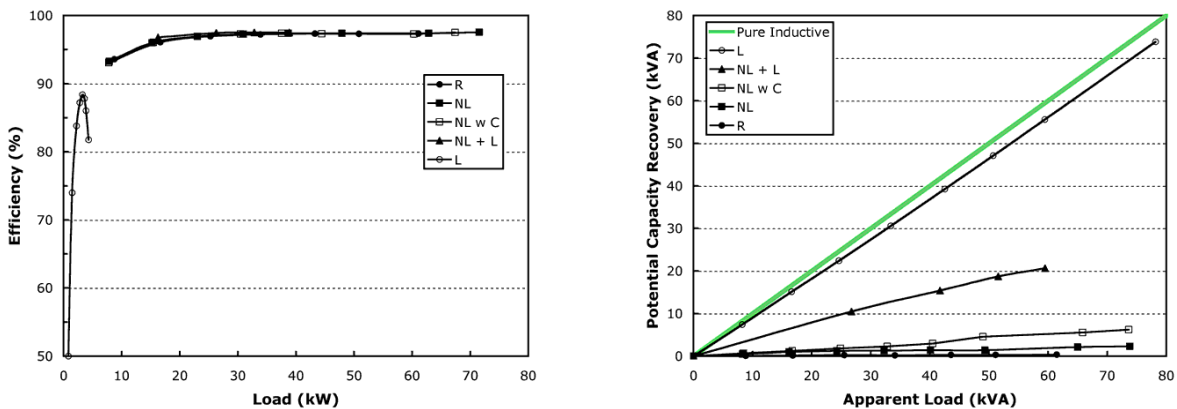 100
90
80
70
60
50
Efficiency (%)
0 10 20 30 40 50 60 70 80
Load (kW)
R
NL
NL w C
NL + L
L
80
70
60
50
40
30
20
10
0
Potential Capacity Recovery (kVA)
0 10 20 30 40 50 60 70 80
Apparent Load (kVA)
Pure Inductive
L
NL + L
NL w C
NL
R